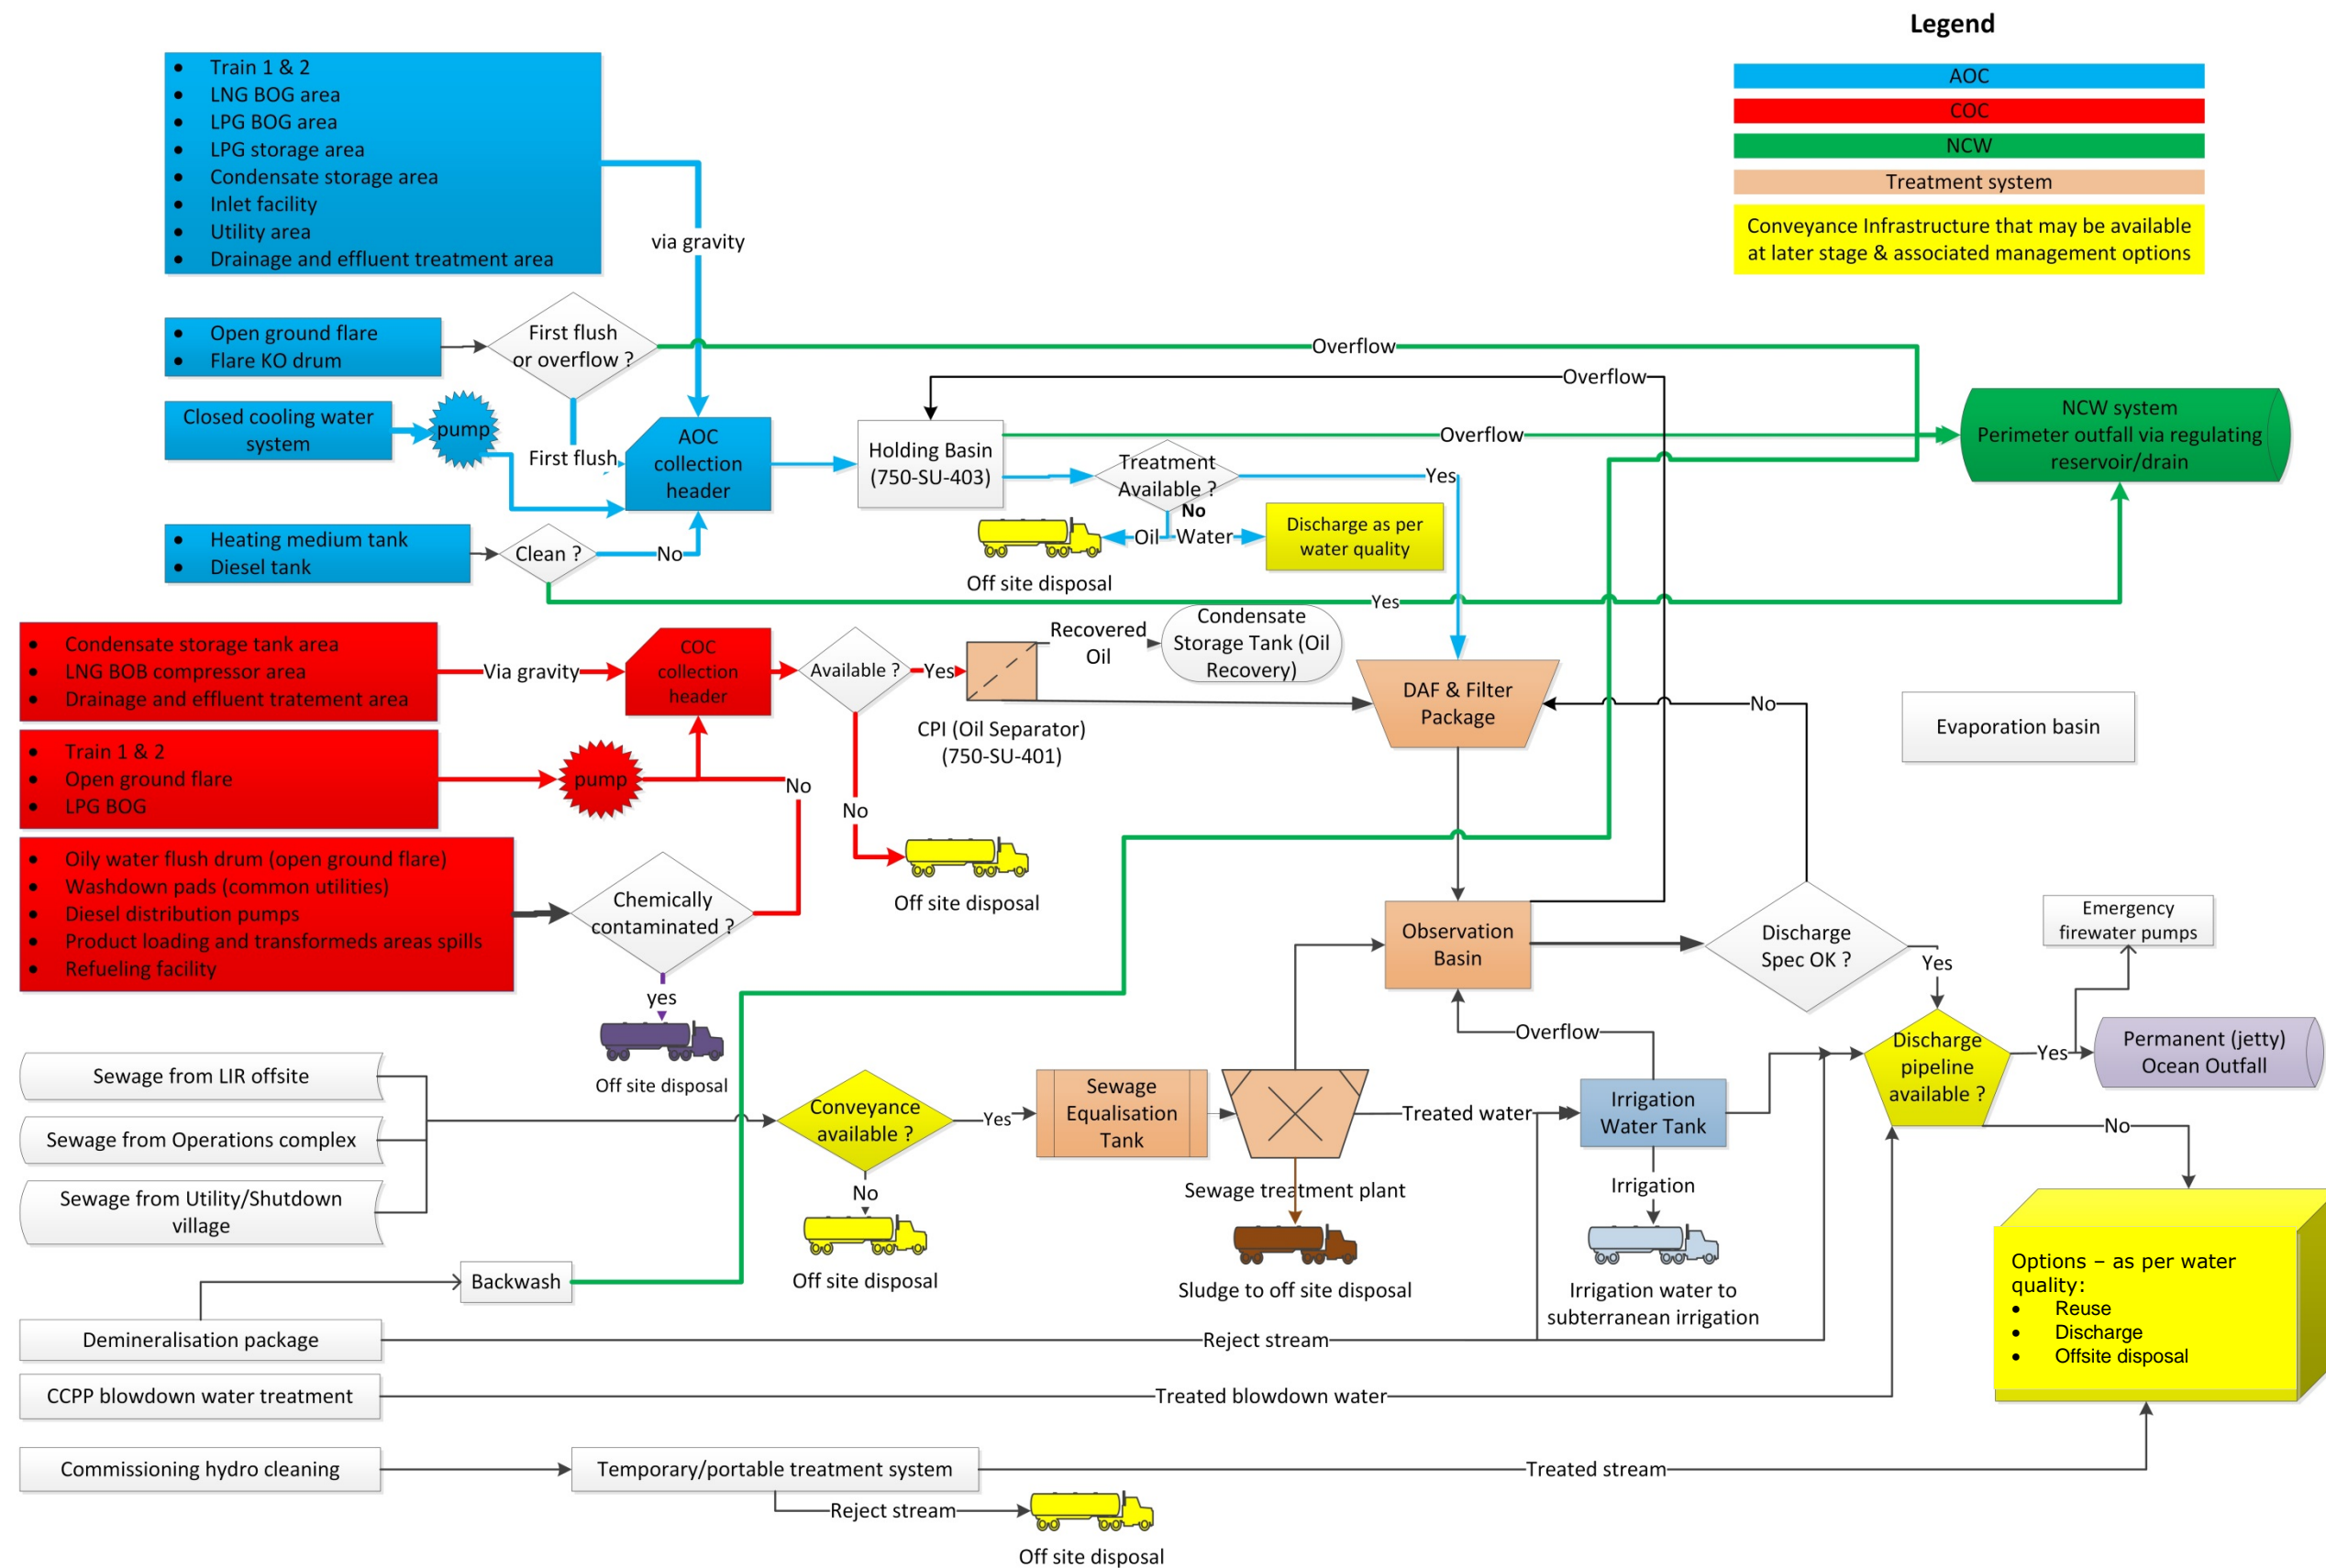 Legend
AOC
COC
NCW
Treatment system
Conveyance Infrastructure that may be available
at later stage & associated management options
• Train 1 & 2
• LNG BOG area
• LPG BOG area
• LPG storage area
• Condensate storage area
• Inlet facility
• Utility area
• Drainage and effluent treatment area
via gravity
• Open ground flare
• Flare KO drum
First flush
or overflow ?
Overflow
Overflow
Closed cooling water
system
pump
First flush
AOC
collection
header
Holding Basin
(750-SU-403)
Overflow
NCW system
Perimeter outfall via regulating
reservoir/drain
Treatment
Available ?
Yes
No
Oil
Water
Discharge as per
water quality
Off site disposal
• Heating medium tank
• Diesel tank
Clean ?
No
Yes
• Condensate storage tank area
• LNG BOB compressor area
• Drainage and effluent tratement area
Via gravity
COC
collection
header
Available ?
Yes
Recovered
Oil
Condensate
Storage Tank (Oil
Recovery)
CPI (Oil Separator)
(750-SU-401)
DAF & Filter
Package
No
Evaporation basin
• Train 1 & 2
• Open ground flare
• LPG BOG
pump
No
No
Off site disposal
• Oily water flush drum (open ground flare)
• Washdown pads (common utilities)
• Diesel distribution pumps
• Product loading and transformeds areas spills
• Refueling facility
Chemically
contaminated ?
yes
Off site disposal
Observation
Basin
Discharge
Spec OK ?
Yes
Emergency
firewater pumps
Overflow
Discharge
pipeline
available ?
Yes
Permanent (jetty)
Ocean Outfall
No
Sewage from LIR offsite
Sewage from Operations complex
Sewage from Utility/Shutdown
village
Conveyance
available ?
Yes
No
Off site disposal
Sewage
Equalisation
Tank
Treated water
Sewage treatment plant
Sludge to off site disposal
Irrigation
Water Tank
Irrigation
Irrigation water to
subterranean irrigation
Options – as per water
quality:
• Reuse
• Discharge
• Offsite disposal
Backwash
Demineralisation package
Reject stream
CCPP blowdown water treatment
Treated blowdown water
Commissioning hydro cleaning
Temporary/portable treatment system
Treated stream
Reject stream
Off site disposal